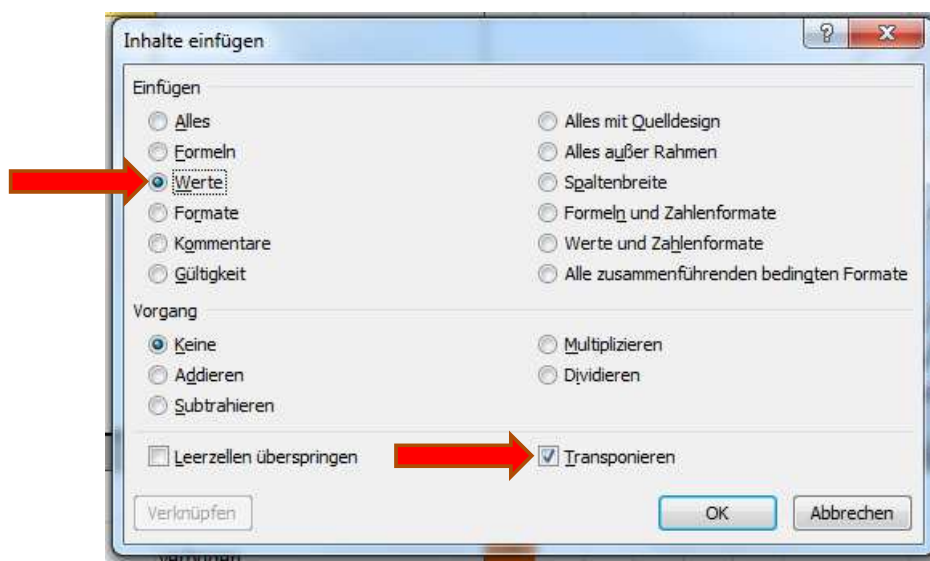 Inhalte einfügen
Einfügen
Alles
Alles mit Quelldesign
Formeln
Alles außer Rahmen
Werte
Spaltenbreite
Formate
Formeln und Zahlenformate
Kommentare
Werte und Zahlenformate
Gültigkeit
Alle zusammenführenden bedingten Formate
Vorgang
Keine
Multiplizieren
Addieren
Dividieren
Subtrahieren
Leerzellen überspringen
Transponieren
Verknüpfen
OK
Abbrechen